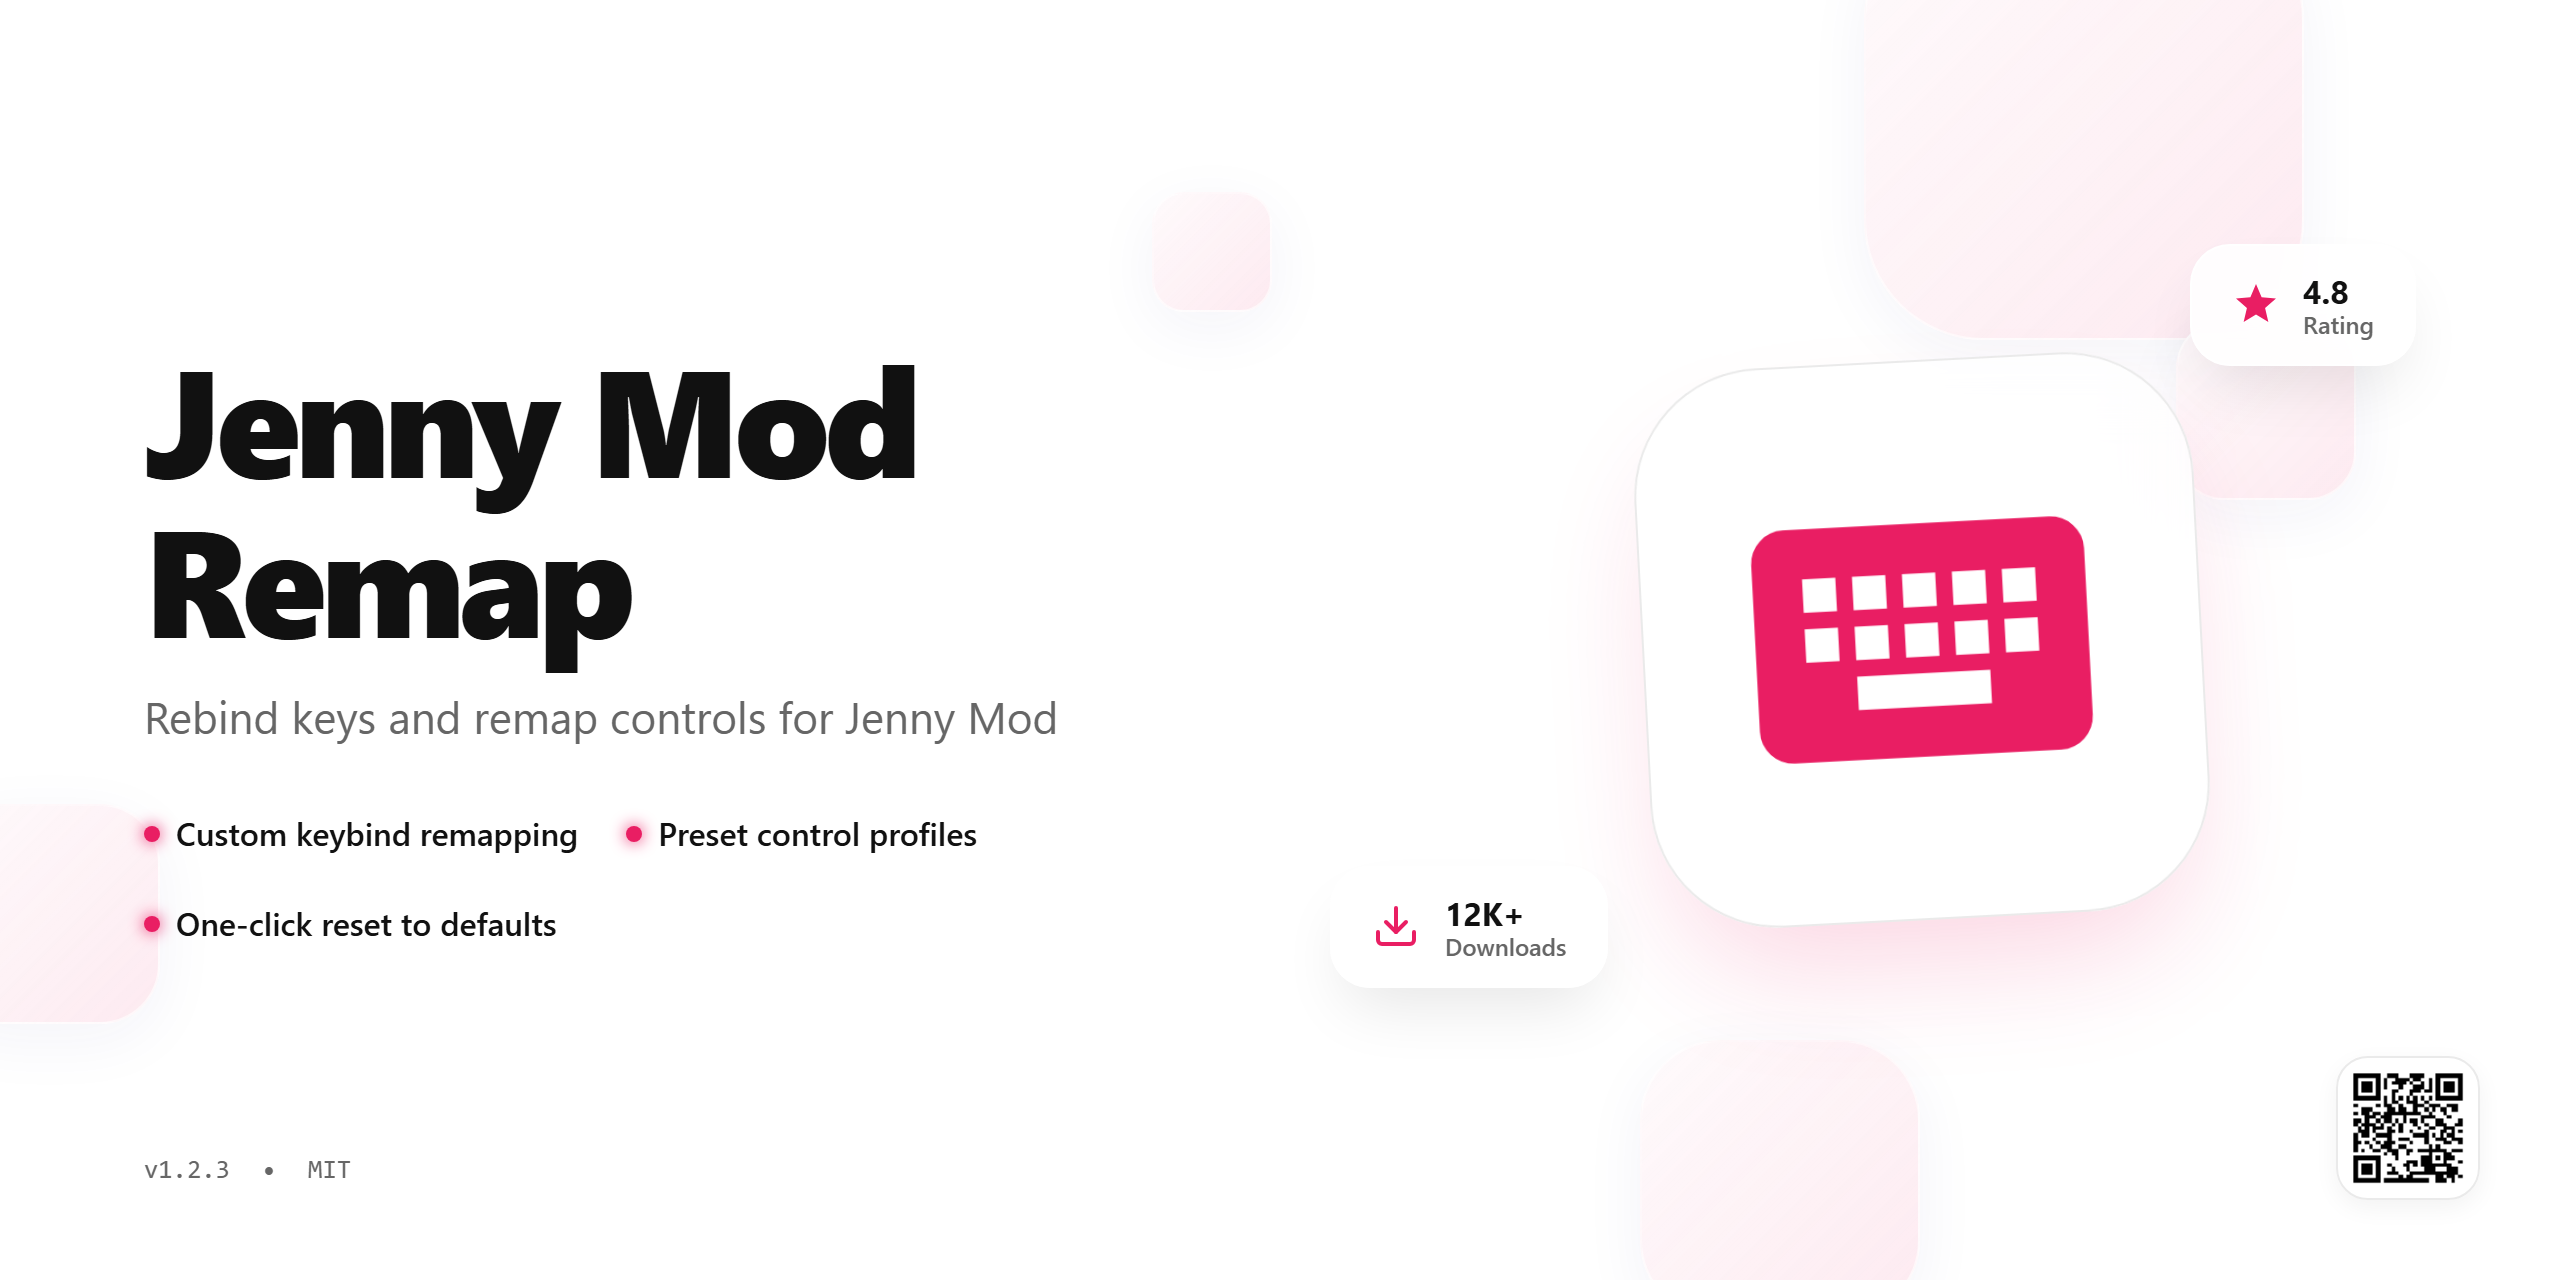 Jenny Mod
Remap
Rebind keys and remap controls for Jenny Mod
Custom keybind remapping
Preset control profiles
One-click reset to defaults
v1.2.3 • MIT
4.8
Rating
12K+
Downloads